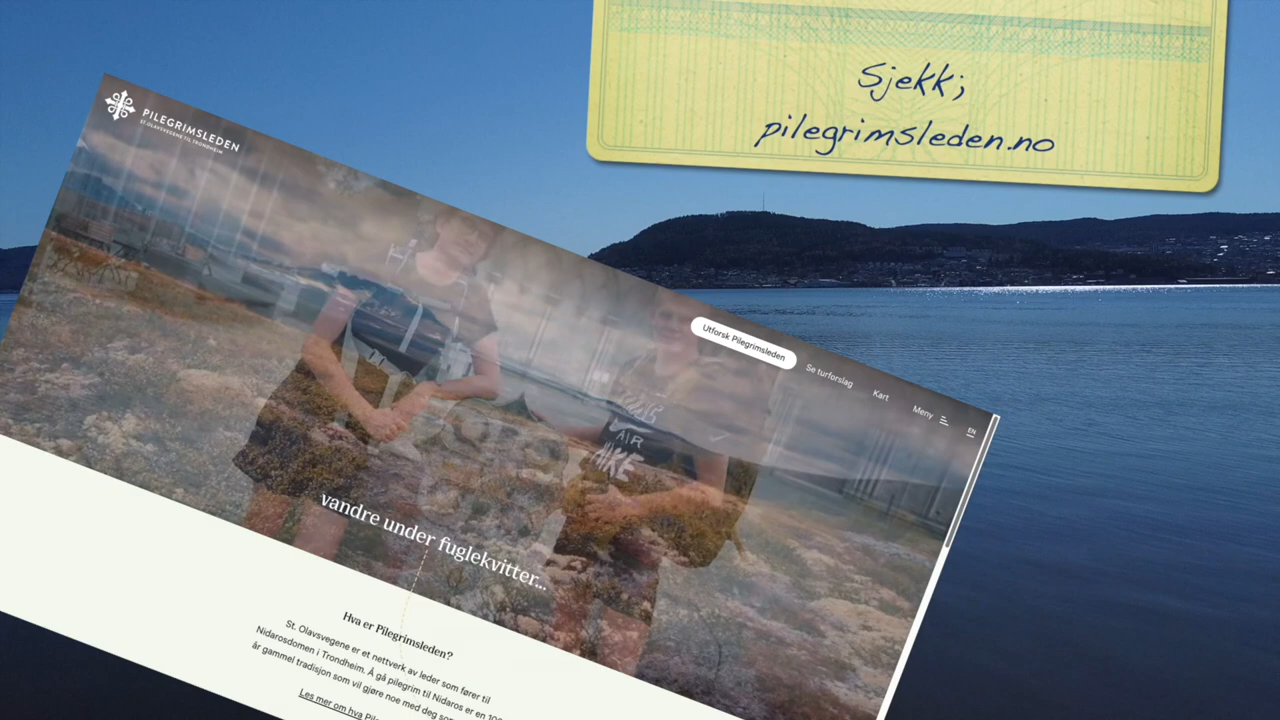 Sjekk;
pilegrimsleden.no
PILEGRIMSLEDEN
ST. OLAVSVEGENE TIL TRONDHEIM
Utforsk Pilegrimsleden
Se turforslag
Kart
Meny
EN
AIR
NIKE
vandre under fuglekvitter...
Hva er Pilegrimsleden?
St. Olavsvegene er et nettverk av leder som fører til
Nidarosdomen i Trondheim. Å gå pilegrim til Nidaros er en
år gammel tradisjon som vil gjøre noe med deg
Les mer om hva